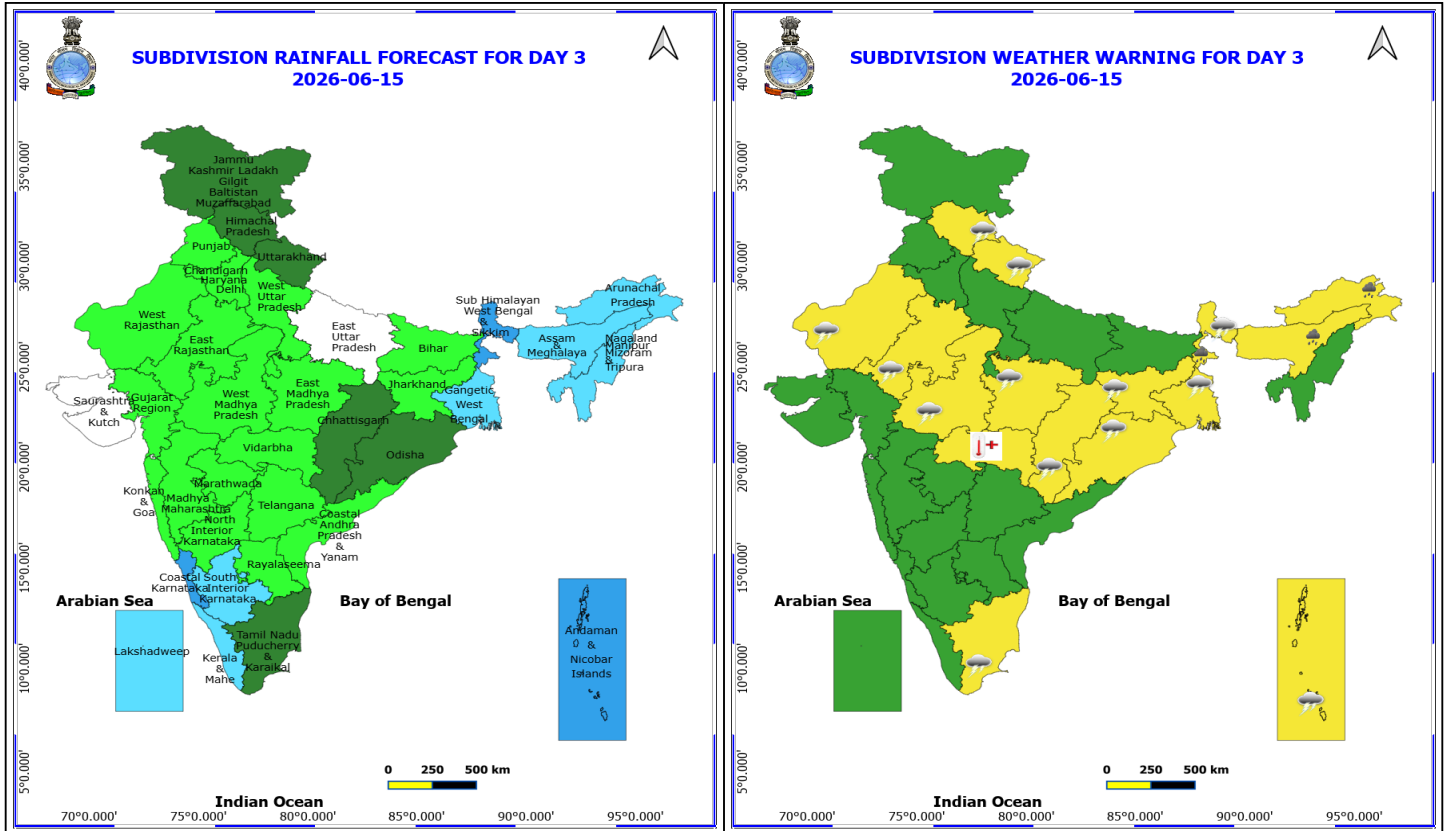 SUBDIVISION RAINFALL FORECAST FOR DAY 3
2026-06-15
40°0.000'
35°0.000'
30°0.000'
25°0.000'
20°0.000'
15°0.000'
10°0.000'
5°0.000'
Jammu
Kashmir Ladakh
Gilgit
Baltistan
Muzaffarabad
Himachal
Pradesh
Punjab
Uttarakhand
Chandigarh
Haryana
Delhi
West
Uttar
Pradesh
West
Rajasthan
East
Rajasthan
East
Uttar
Pradesh
Sub Himalayan
West Bengal
&
Sikkim
Arunachal
Pradesh
Assam
&
Meghalaya
Nagaland
Manipur
Mizoram
&
Tripura
Bihar
Jharkhand
Gangetic
West
Bengal
Saurashtra
&
Kutch
Gujarat
Region
West
Madhya
Pradesh
East
Madhya
Pradesh
Chhattisgarh
Odisha
Vidarbha
Marathwada
Konkan
&
Goa
Madhya
Maharashtra
North
Interior
Karnataka
Telangana
Coastal
Andhra
Pradesh
&
Yanam
Rayalaseema
Coastal
Karnataka
South
Interior
Karnataka
Tamil Nadu
Puducherry
&
Karaikal
Kerala
&
Mahe
Lakshadweep
Andaman
&
Nicobar
Islands
Arabian Sea
Bay of Bengal
Indian Ocean
0 250 500 km
70°0.000' 75°0.000' 80°0.000' 85°0.000' 90°0.000' 95°0.000'
SUBDIVISION WEATHER WARNING FOR DAY 3
2026-06-15
40°0.000'
35°0.000'
30°0.000'
25°0.000'
20°0.000'
15°0.000'
10°0.000'
5°0.000'
Arabian Sea
Bay of Bengal
Indian Ocean
0 250 500 km
70°0.000' 75°0.000' 80°0.000' 85°0.000' 90°0.000' 95°0.000'